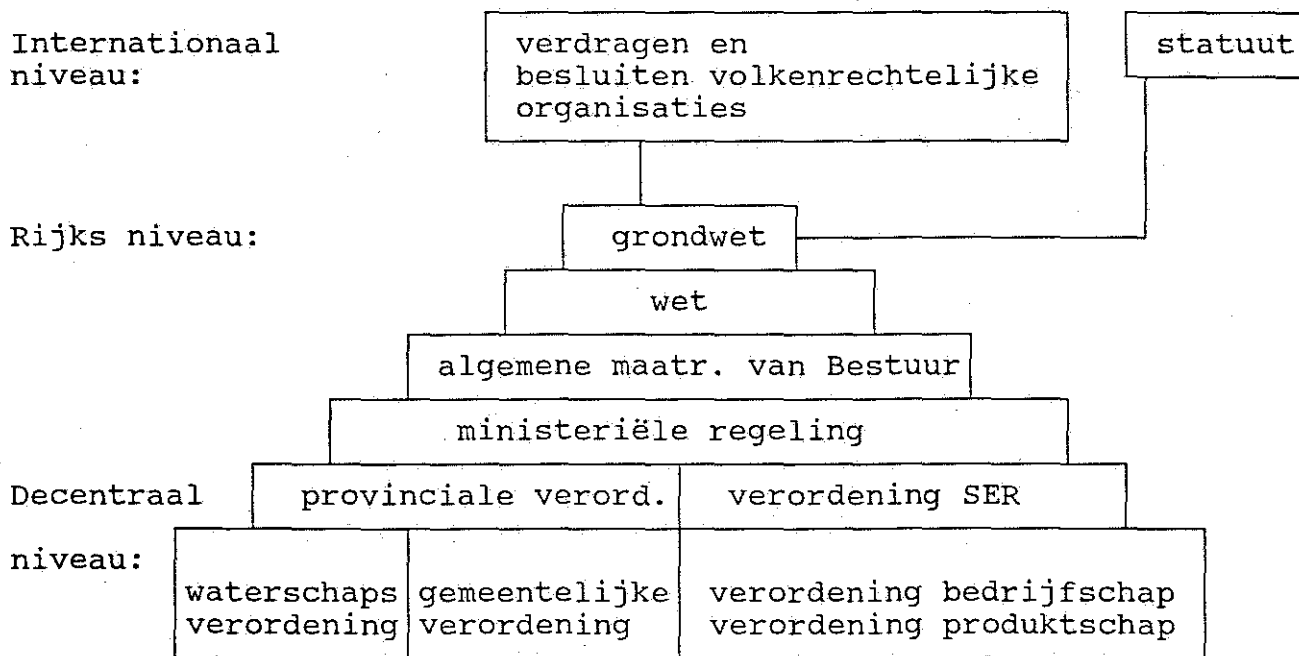 Internationaal
niveau:
verdragen en
besluiten volkenrechtelijke
organisaties
statuut
Rijks niveau:
grondwet
wet
algemene maatr. van Bestuur
ministeriële regeling
Decentraal
niveau:
provinciale verord.
verordening SER
waterschaps
verordening
gemeentelijke
verordening
verordening bedrijfschap
verordening produktschap